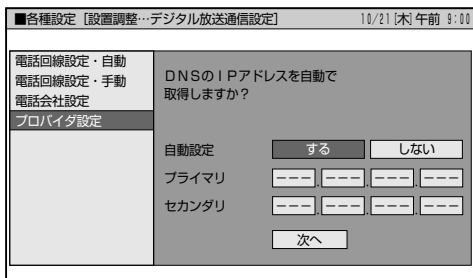 ■各種設定［設置調整…デジタル放送通信設定］ 10/21[木]午前 9:00
電話回線設定・自動
電話回線設定・手動
電話会社設定
プロバイダ設定
DNSのIPアドレスを自動で
取得しますか？
自動設定 する しない
プライマリ ---.---.---.---
セカンダリ ---.---.---.---
次へ